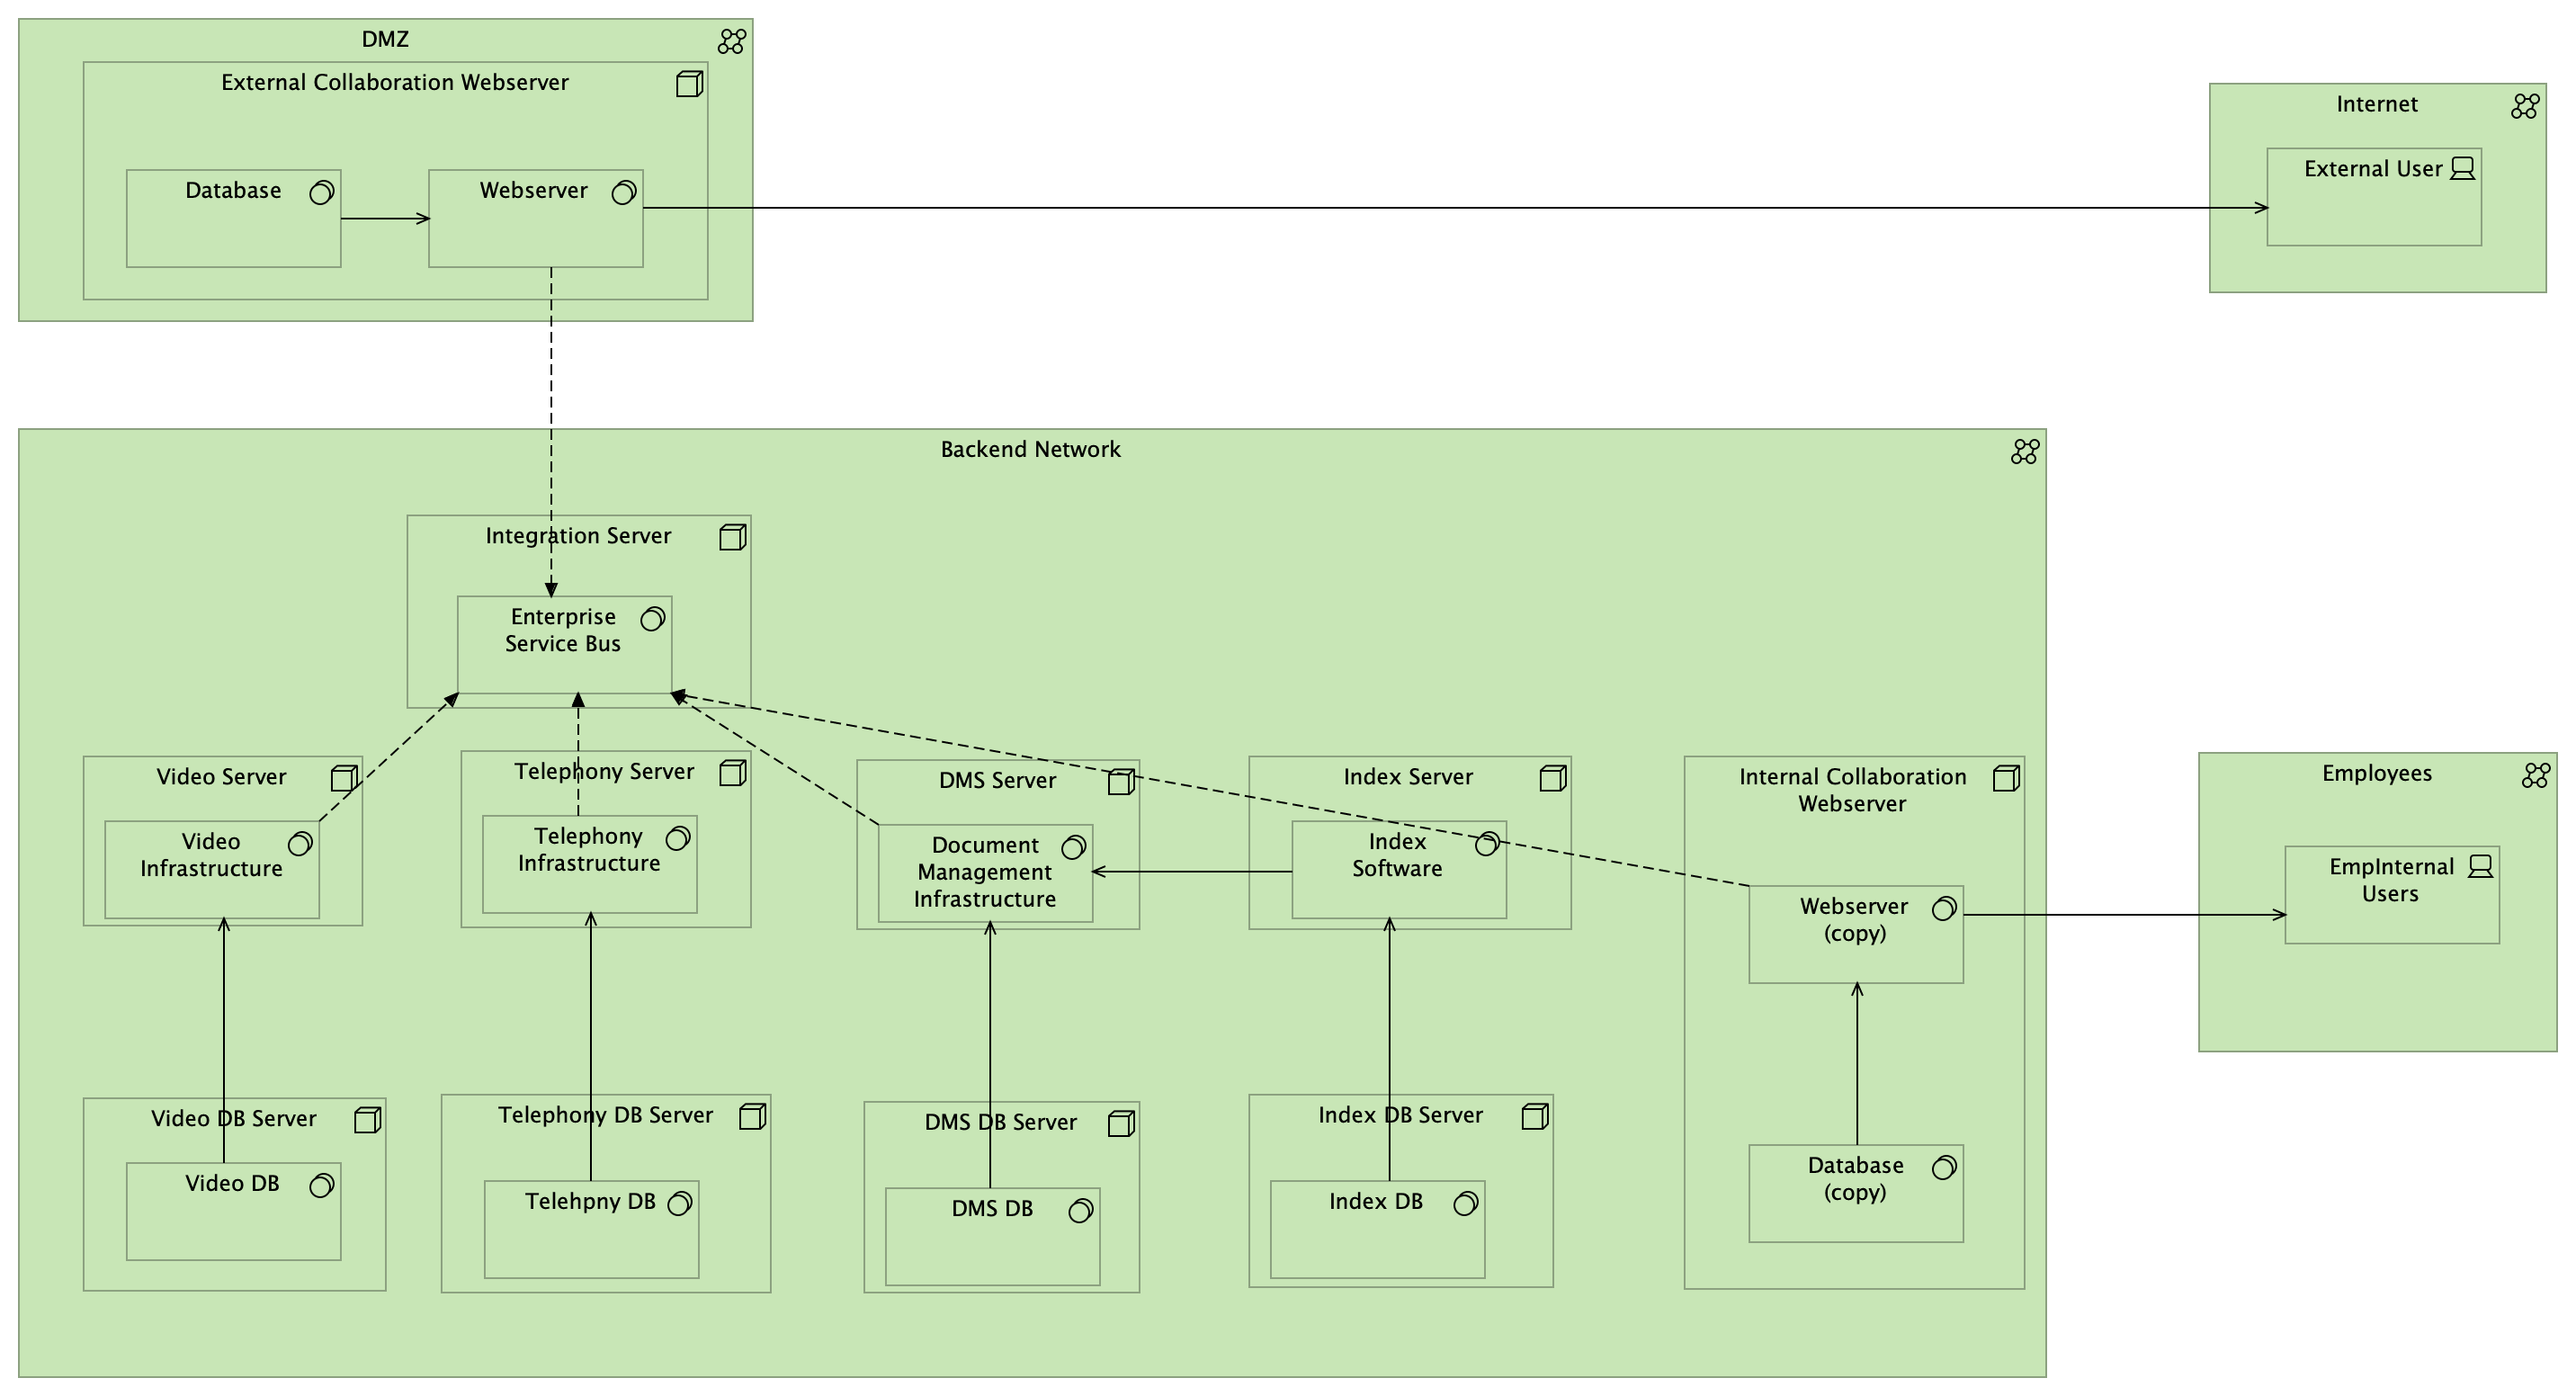 DMZ
External Collaboration Webserver
Database
Webserver
Internet
External User
Backend Network
Integration Server
Enterprise
Service Bus
Video Server
Video
Infrastructure
Telephony Server
Telephony
Infrastructure
DMS Server
Document
Management
Infrastructure
Index Server
Index
Software
Internal Collaboration
Webserver
Webserver
(copy)
Employees
EmpInternal
Users
Video DB Server
Video DB
Telephony DB Server
Telehpny DB
DMS DB Server
DMS DB
Index DB Server
Index DB
Database
(copy)